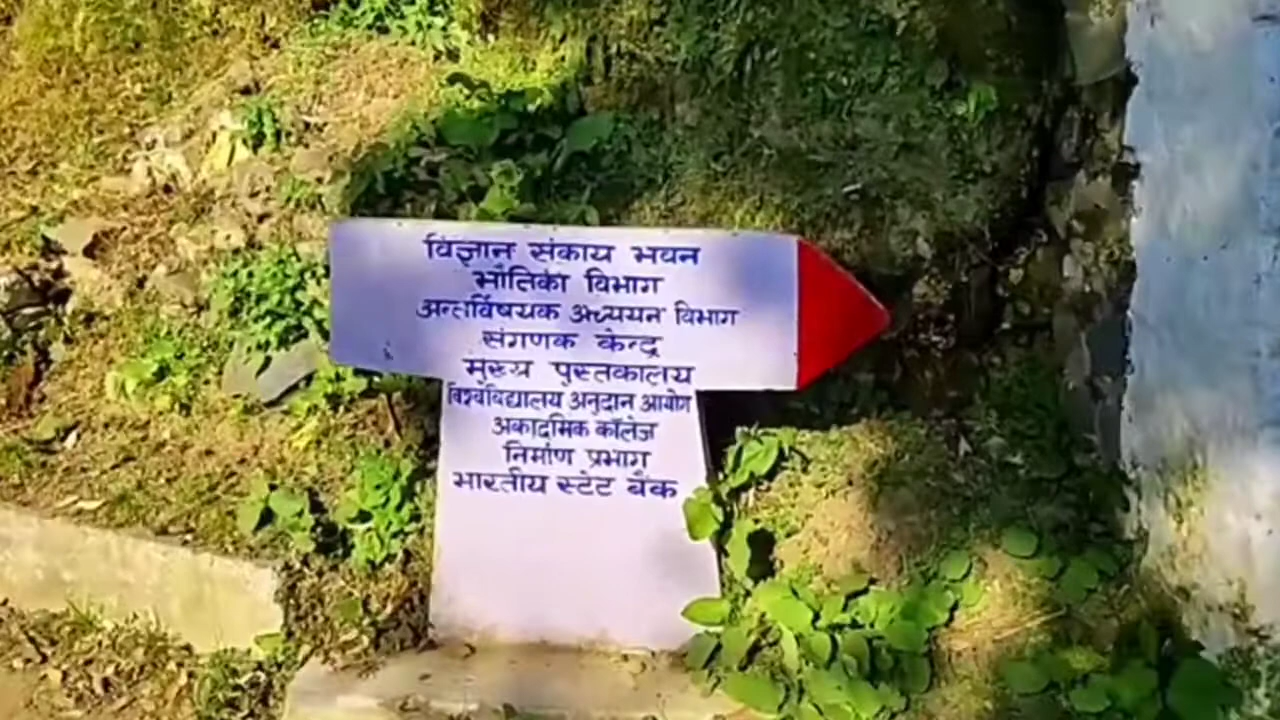 विज्ञान संकाय भवन
भौतिकी विभाग
अन्तर्विषयक अध्ययन विभाग
संगणक केन्द्र
मुख्य पुस्तकालय
विश्वविद्यालय अनुदान आयोग
अकादमिक कॉलेज
निर्माण प्रभाग
भारतीय स्टेट बैंक